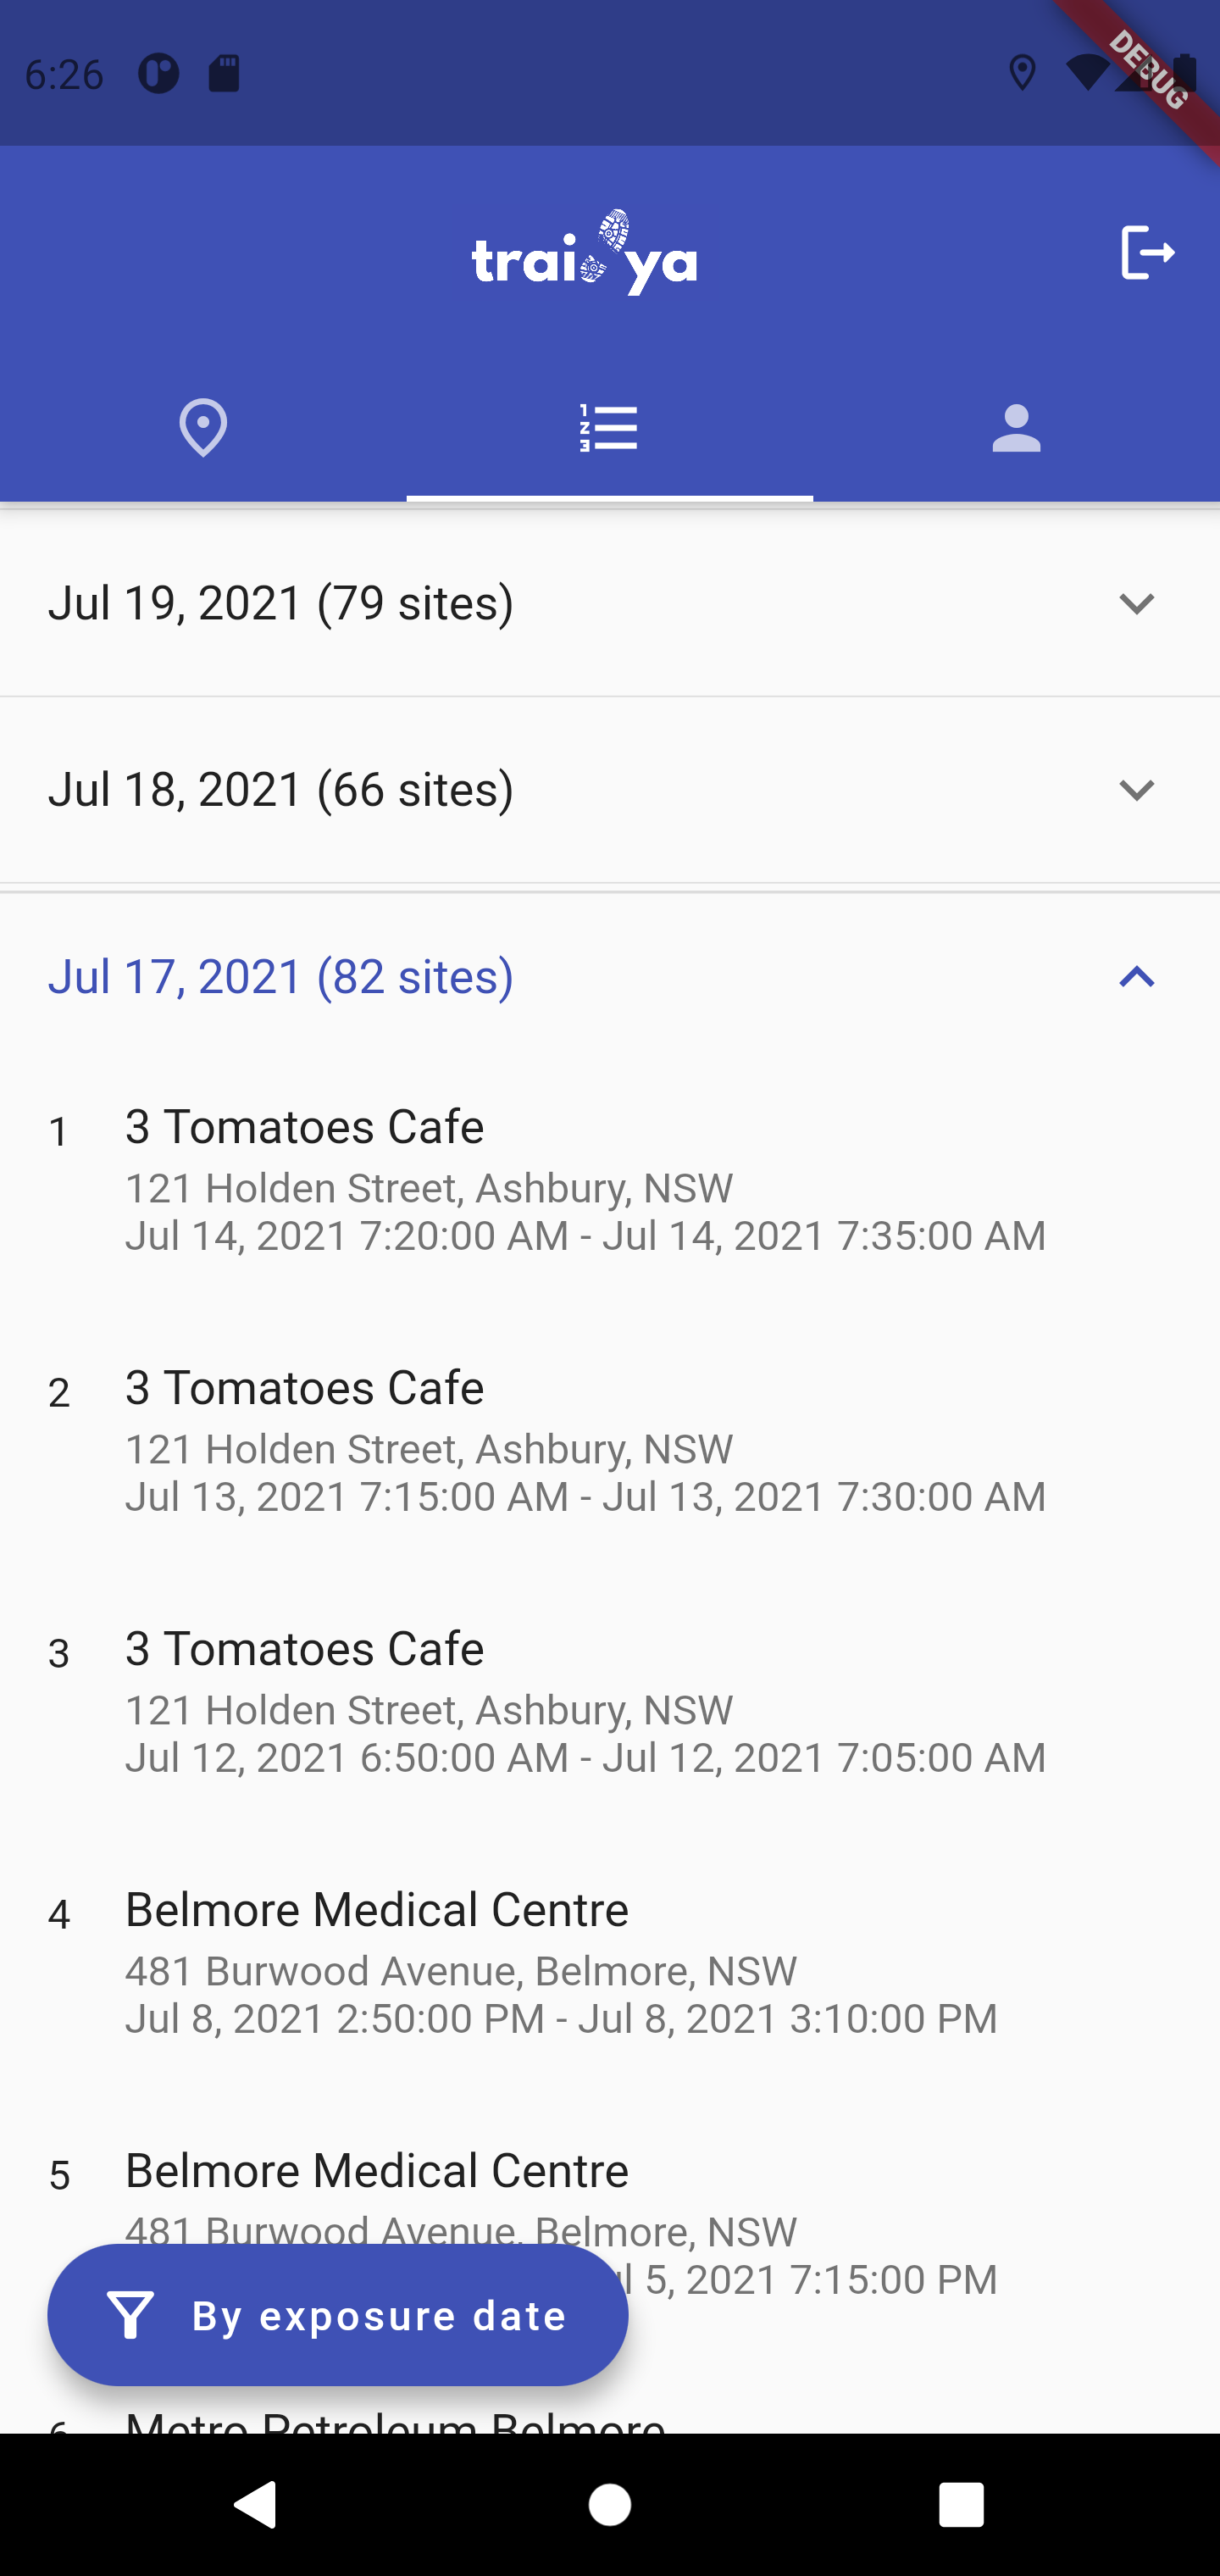 6:26
DEBUG
trai ya
Jul 19, 2021 (79 sites)
Jul 18, 2021 (66 sites)
Jul 17, 2021 (82 sites)
1 3 Tomatoes Cafe
121 Holden Street, Ashbury, NSW
Jul 14, 2021 7:20:00 AM - Jul 14, 2021 7:35:00 AM
2 3 Tomatoes Cafe
121 Holden Street, Ashbury, NSW
Jul 13, 2021 7:15:00 AM - Jul 13, 2021 7:30:00 AM
3 3 Tomatoes Cafe
121 Holden Street, Ashbury, NSW
Jul 12, 2021 6:50:00 AM - Jul 12, 2021 7:05:00 AM
4 Belmore Medical Centre
481 Burwood Avenue, Belmore, NSW
Jul 8, 2021 2:50:00 PM - Jul 8, 2021 3:10:00 PM
5 Belmore Medical Centre
481 Burwood Avenue, Belmore, NSW
5, 2021 7:15:00 PM
By exposure date
6 Metro Petroleum Belmore